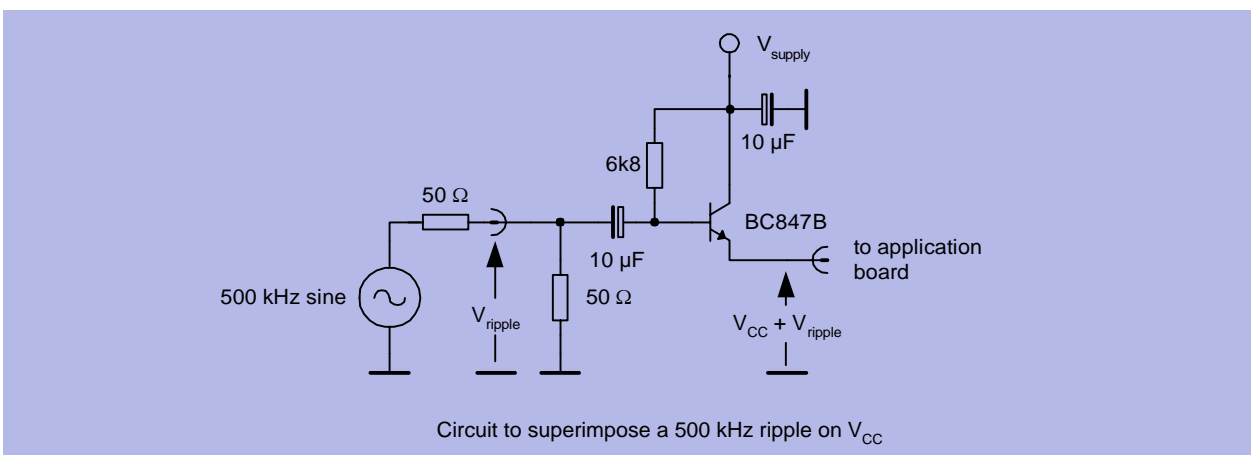 V_supply
10 µF
6k8
50 Ω
BC847B
to application
board
10 µF
500 kHz sine
50 Ω
V_ripple
V_CC + V_ripple
Circuit to superimpose a 500 kHz ripple on V_CC